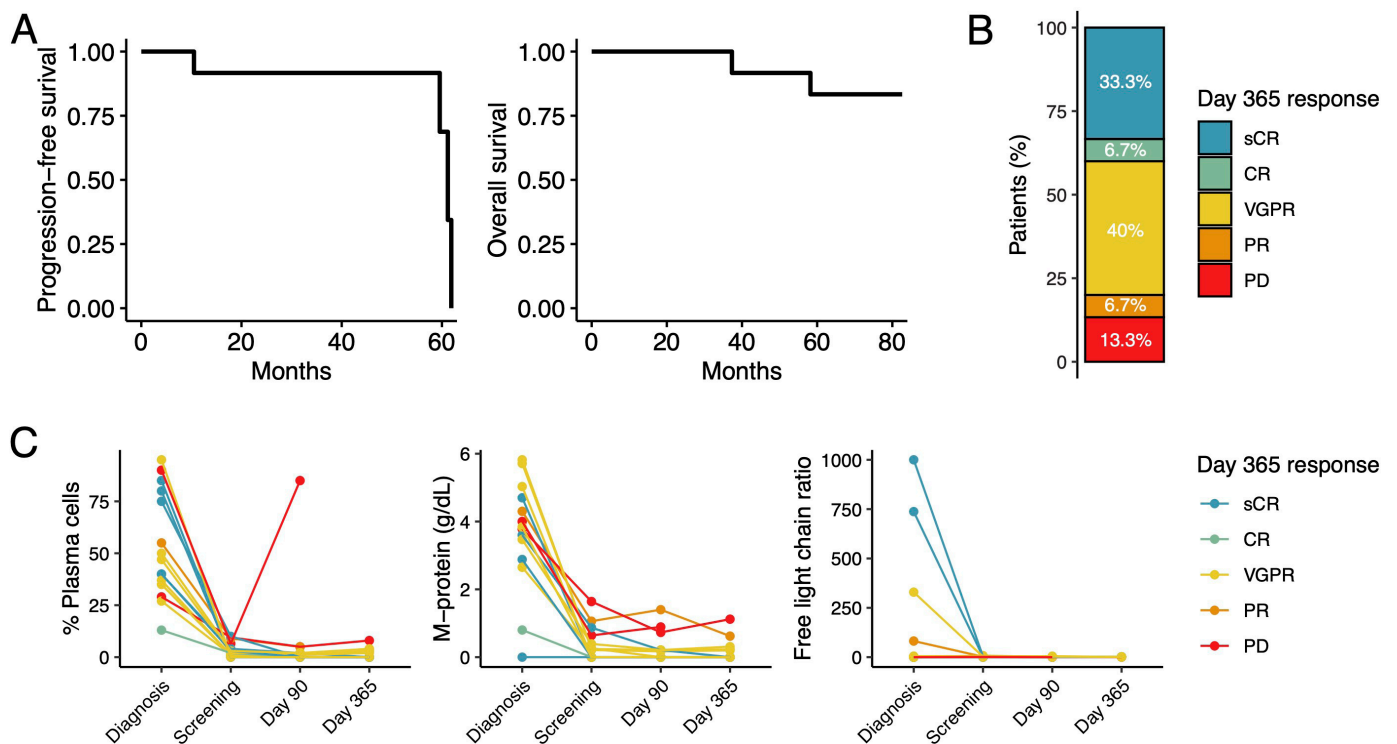 A
Progression−free surival
1.00
0.75
0.50
0.25
0.00
0 20 40 60
Months
Overall surival
1.00
0.75
0.50
0.25
0.00
0 20 40 60 80
Months
B
Patients (%)
100
75
50
25
0
33.3%
6.7%
40%
6.7%
13.3%
Day 365 response
sCR
CR
VGPR
PR
PD
C
% Plasma cells
75
50
25
0
Diagnosis Screening Day 90 Day 365
M−protein (g/dL)
6
4
2
0
Diagnosis Screening Day 90 Day 365
Free light chain ratio
1000
750
500
250
0
Diagnosis Screening Day 90 Day 365
Day 365 response
sCR
CR
VGPR
PR
PD